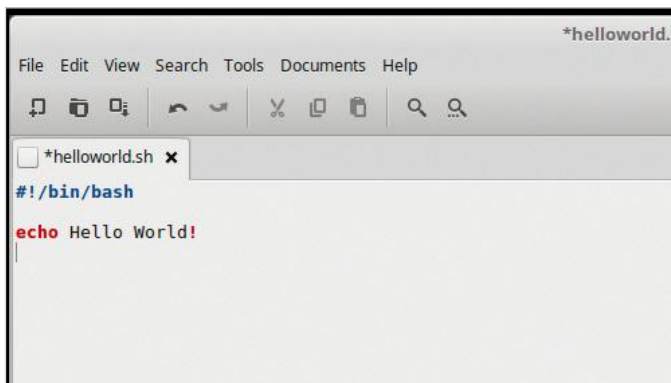 *helloworld.
File Edit View Search Tools Documents Help
*helloworld.sh
#!/bin/bash
echo Hello World!